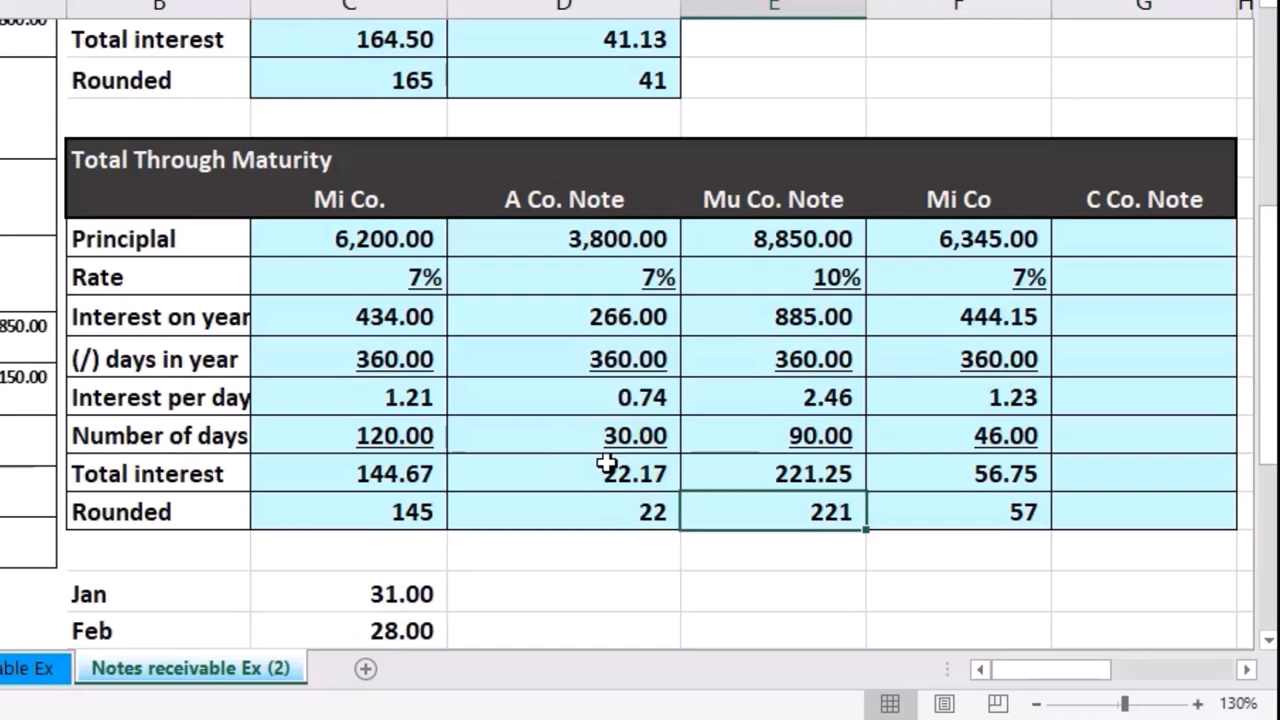 B C D E F G H
800.00
Total interest 164.50 41.13
Rounded 165 41
Total Through Maturity
Mi Co. A Co. Note Mu Co. Note Mi Co C Co. Note
Principlal 6,200.00 3,800.00 8,850.00 6,345.00
Rate 7% 7% 10% 7%
Interest on year 434.00 266.00 885.00 444.15
850.00
(/) days in year 360.00 360.00 360.00 360.00
150.00
Interest per day 1.21 0.74 2.46 1.23
Number of days 120.00 30.00 90.00 46.00
Total interest 144.67 22.17 221.25 56.75
Rounded 145 22 221 57
Jan 31.00
Feb 28.00
able Ex Notes receivable Ex (2)
130%